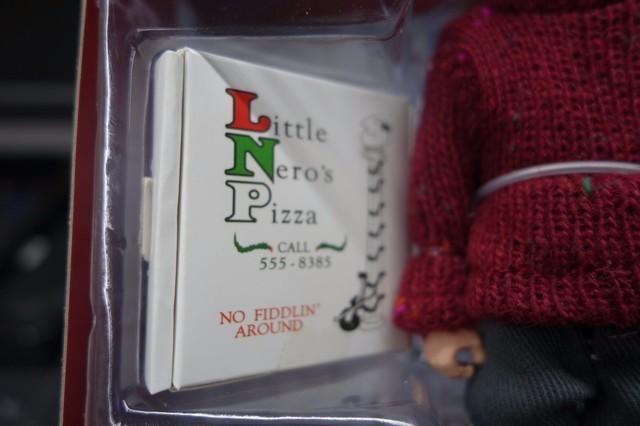 Little
Nero's
Pizza
CALL
555-8385
NO FIDDLIN'
AROUND